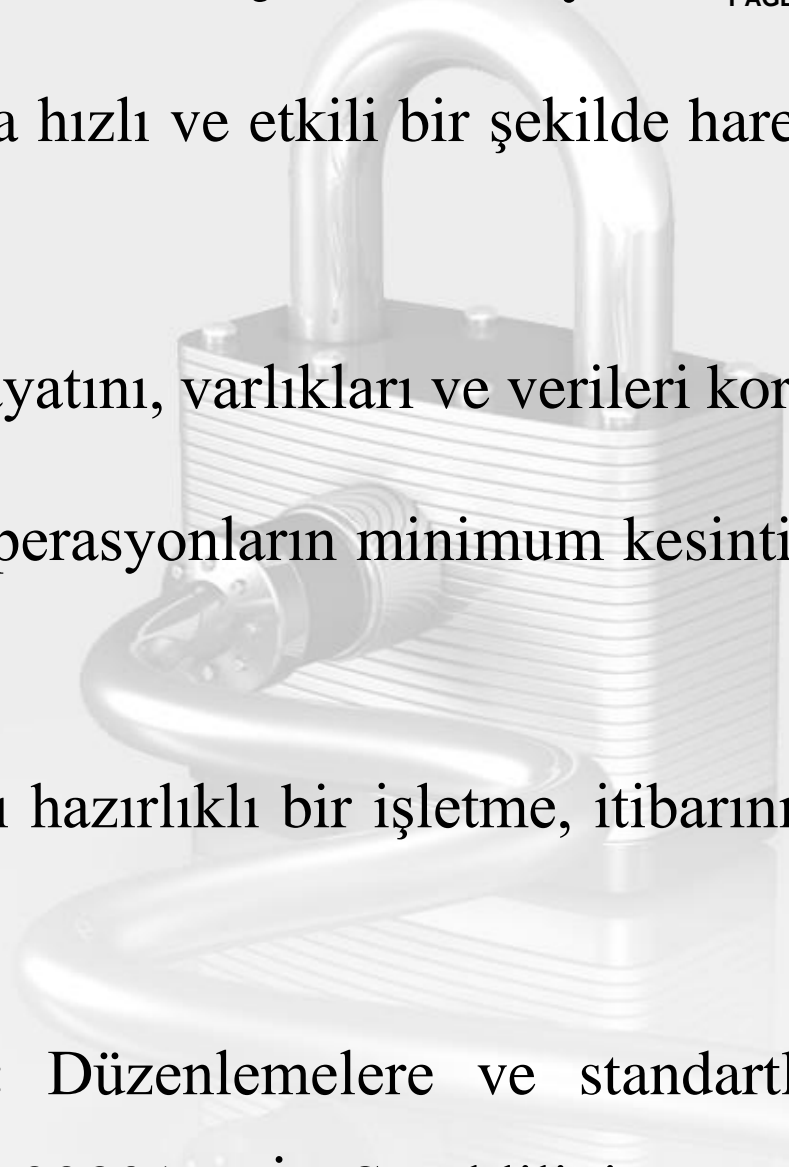 a hızlı ve etkili bir şekilde hare
yatını, varlıkları ve verileri kor
perasyonların minimum kesinti
ı hazırlıklı bir işletme, itibarını
: Düzenlemelere ve standartl